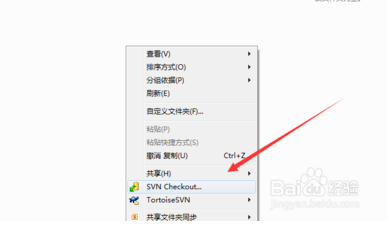 查看(V)
排序方式(O)
分组依据(P)
刷新(E)
自定义文件夹(F)...
粘贴(P)
粘贴快捷方式(S)
撤消 复制(U) Ctrl+Z
共享(H)
SVN Checkout...
TortoiseSVN
共享文件夹同步
Baidu经验
jingyan.baidu.com